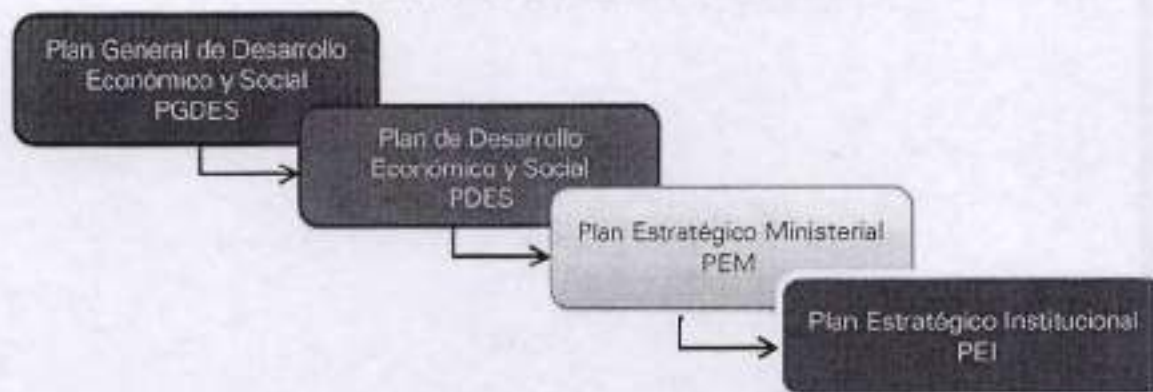 Plan General de Desarrollo
Económico y Social
PGDES
Plan de Desarrollo
Económico y Social
PDES
Plan Estratégico Ministerial
PEM
Plan Estratégico Institucional
PEI